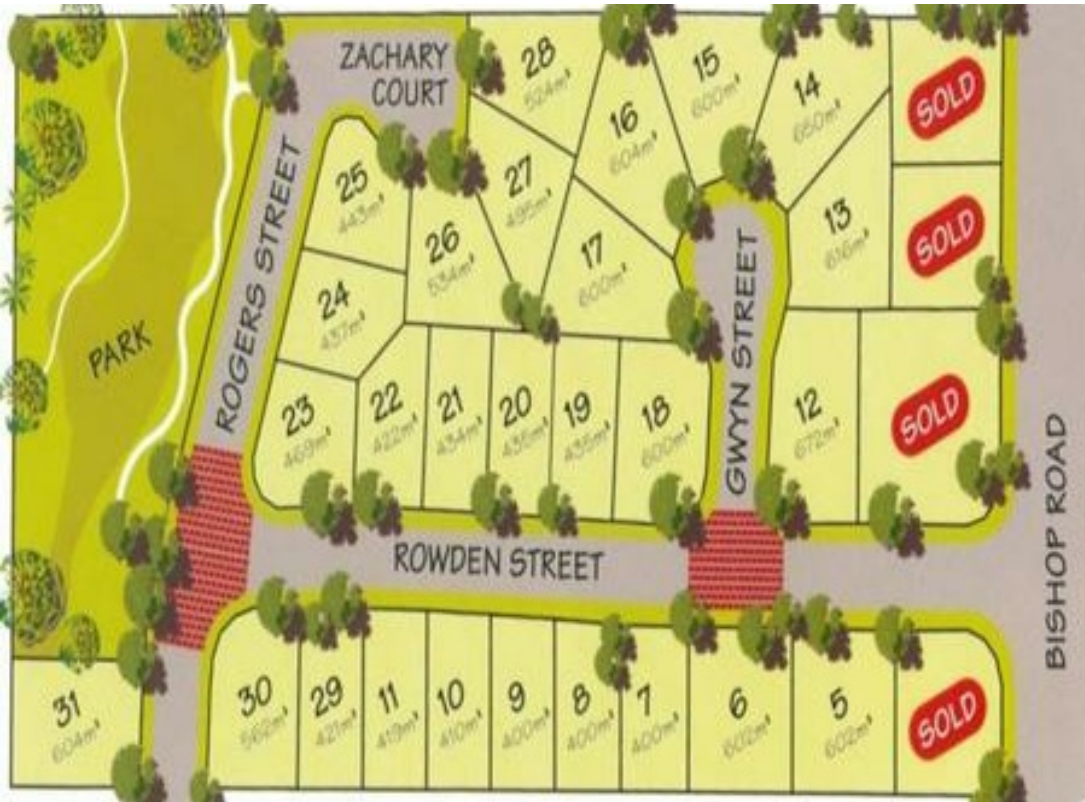 ZACHARY
COURT
28
524m²
15
600m²
14
650m²
SOLD
16
604m²
25
443m²
27
495m²
26
534m²
17
600m²
13
616m²
SOLD
24
437m²
ROGERS STREET
GWYN STREET
PARK
23
469m²
22
422m²
21
434m²
20
435m²
19
435m²
18
600m²
12
672m²
SOLD
BISHOP ROAD
ROWDEN STREET
31
604m²
30
562m²
29
421m²
11
419m²
10
410m²
9
400m²
8
400m²
7
400m²
6
602m²
5
602m²
SOLD